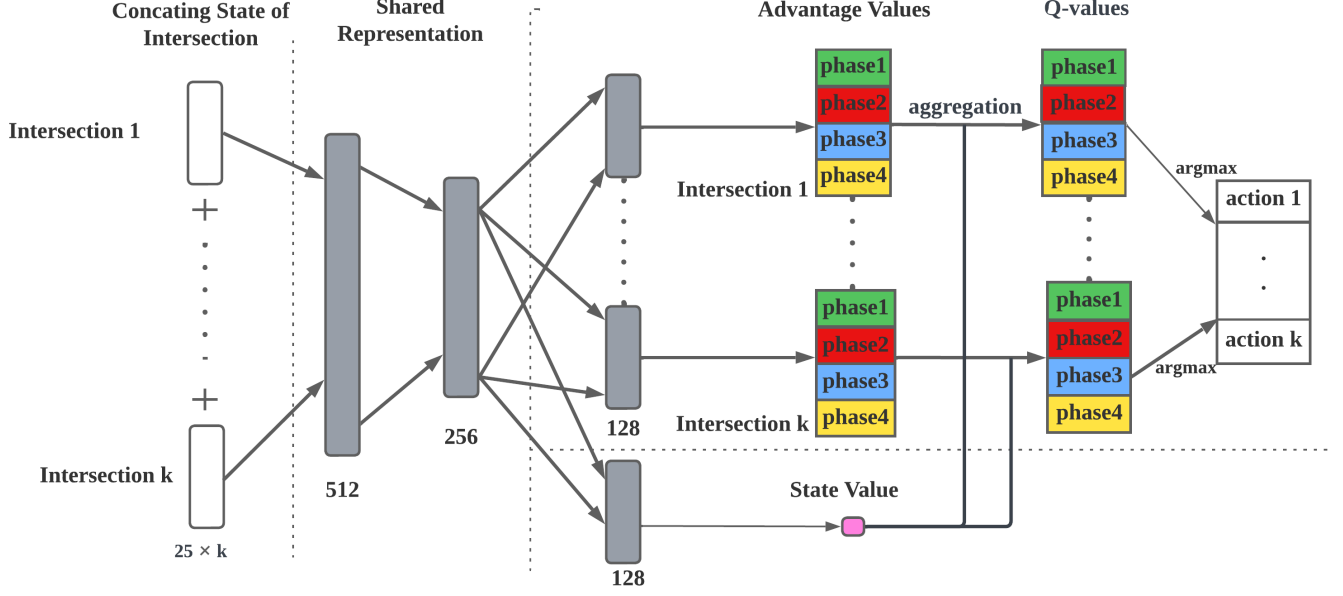 Concating State of
Intersection
Shared
Representation
Advantage Values
Q-values
Intersection 1
phase1
phase2
phase3
phase4
aggregation
phase1
phase2
phase3
phase4
argmax
Intersection 1
action 1
+
.
.
+
phase1
phase2
phase3
phase4
phase1
phase2
phase3
phase4
action k
argmax
Intersection k
128
256
Intersection k
512
State Value
25 × k
128